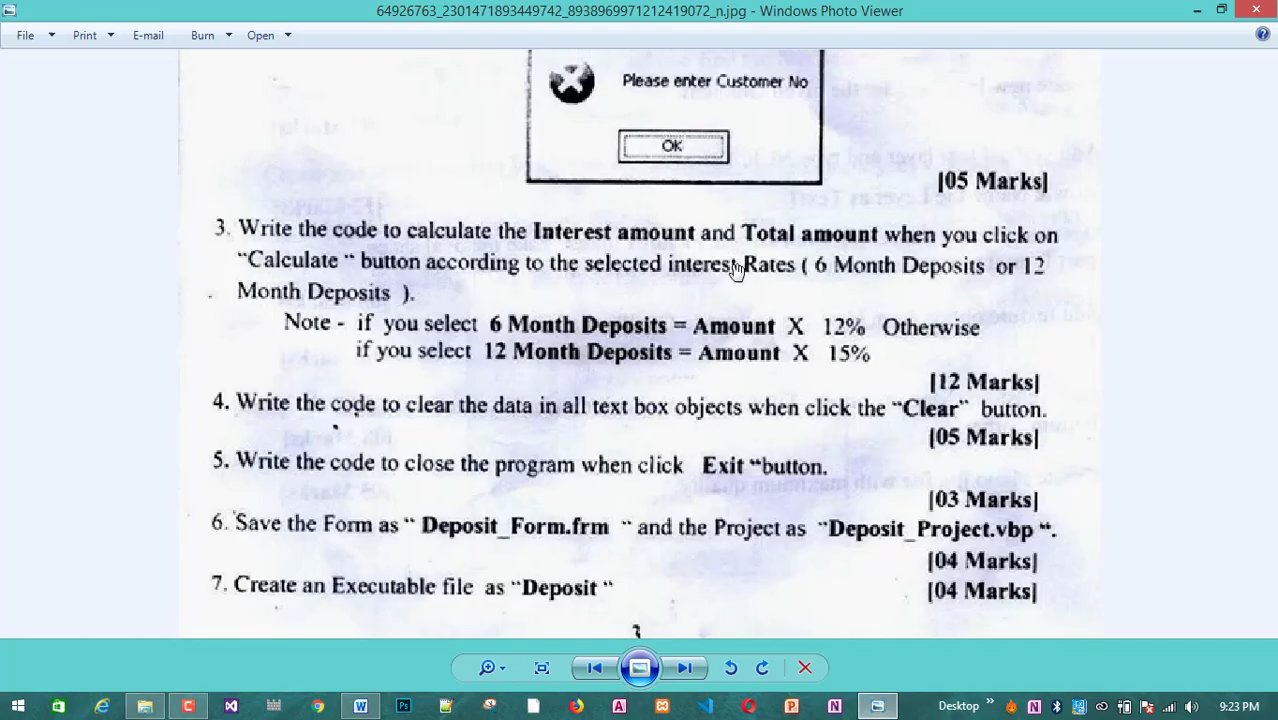 64926763_2301471893449742_8938969971212419072_n.jpg - Windows Photo Viewer
File Print E-mail Burn Open
Please enter Customer No
OK
[05 Marks]
3. Write the code to calculate the Interest amount and Total amount when you click on
"Calculate " button according to the selected interest Rates ( 6 Month Deposits or 12
Month Deposits ).
Note - if you select 6 Month Deposits = Amount X 12% Otherwise
if you select 12 Month Deposits = Amount X 15%
[12 Marks]
4. Write the code to clear the data in all text box objects when click the "Clear" button.
[05 Marks]
5. Write the code to close the program when click Exit "button.
[03 Marks]
6. Save the Form as " Deposit_Form.frm " and the Project as "Deposit_Project.vbp ".
[04 Marks]
7. Create an Executable file as "Deposit "
[04 Marks]
Desktop
9:23 PM